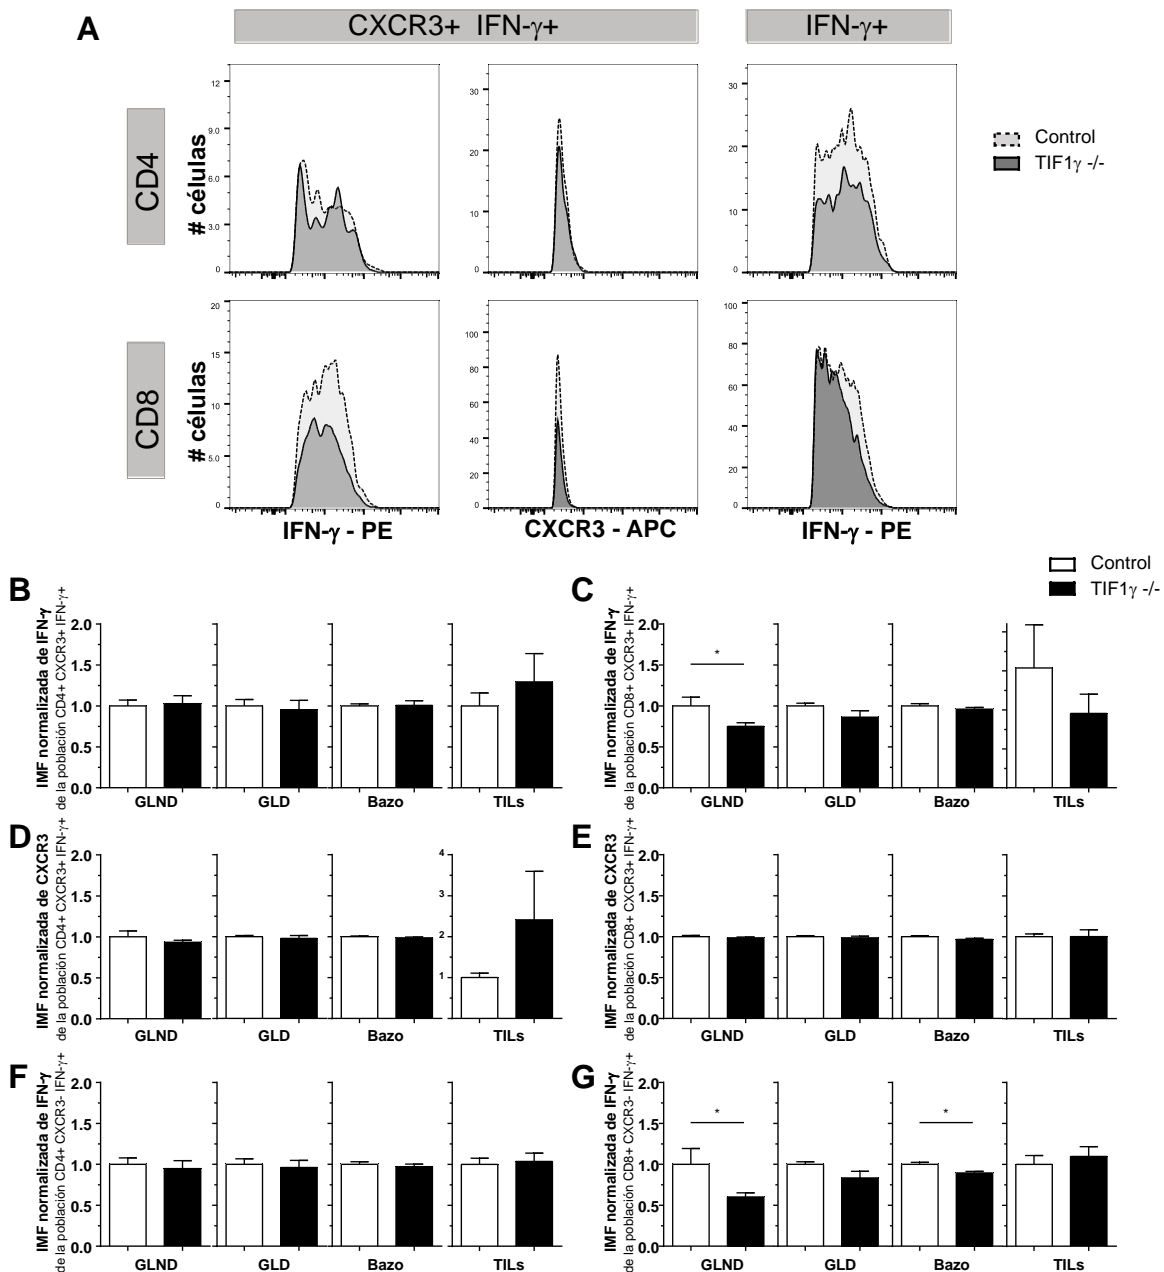 A
CXCR3+ IFN-γ+
IFN-γ+
CD4
# células
12
9.0
6.0
3.0
0
30
20
10
0
30
20
10
0
Control
TIF1γ -/-
CD8
# células
20
15
10
5.0
0
100
80
60
40
20
0
100
80
60
40
20
0
IFN-γ - PE
CXCR3 - APC
IFN-γ - PE
Control
TIF1γ -/-
B
IMF normalizada de IFN-γ
de la población CD4+ CXCR3+ IFN-γ+
2.0
1.5
1.0
0.5
0.0
GLND
GLD
Bazo
TILs
C
IMF normalizada de IFN-γ
de la población CD8+ CXCR3+ IFN-γ+
2.0
1.5
1.0
0.5
0.0
*
GLND
GLD
Bazo
TILs
D
IMF normalizada de CXCR3
de la población CD4+ CXCR3+ IFN-γ+
2.0
1.5
1.0
0.5
0.0
4
3
2
1
GLND
GLD
Bazo
TILs
E
IMF normalizada de CXCR3
de la población CD8+ CXCR3+ IFN-γ+
2.0
1.5
1.0
0.5
0.0
GLND
GLD
Bazo
TILs
F
IMF normalizada de IFN-γ
de la población CD4+ CXCR3- IFN-γ+
2.0
1.5
1.0
0.5
0.0
GLND
GLD
Bazo
TILs
G
IMF normalizada de IFN-γ
de la población CD8+ CXCR3- IFN-γ+
2.0
1.5
1.0
0.5
0.0
*
*
GLND
GLD
Bazo
TILs